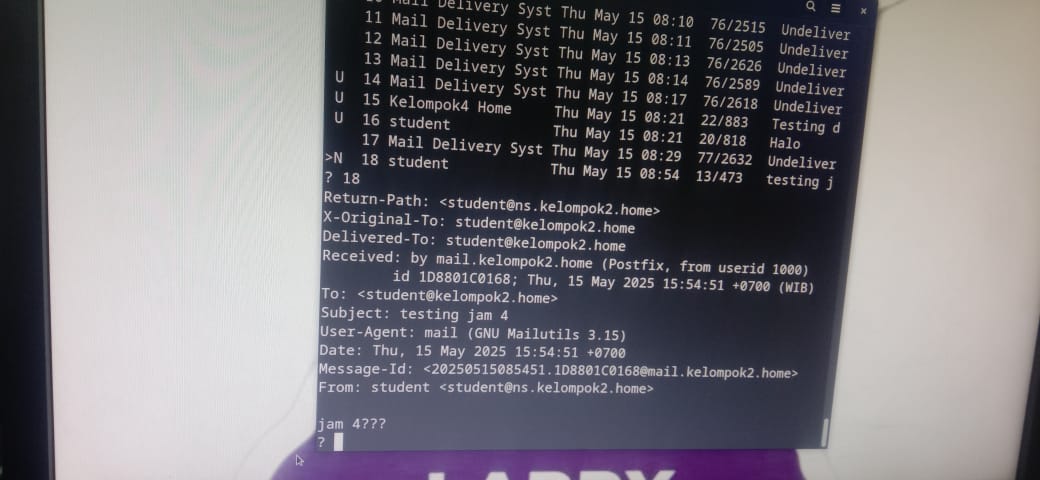 Mail Delivery Syst Thu May 15 08:10 76/2515 Undeliver
11 Mail Delivery Syst Thu May 15 08:11 76/2505 Undeliver
12 Mail Delivery Syst Thu May 15 08:13 76/2626 Undeliver
13 Mail Delivery Syst Thu May 15 08:14 76/2589 Undeliver
U 14 Mail Delivery Syst Thu May 15 08:17 76/2618 Undeliver
U 15 Kelompok4 Home Thu May 15 08:21 22/883 Testing d
U 16 student Thu May 15 08:21 20/818 Halo
17 Mail Delivery Syst Thu May 15 08:29 77/2632 Undeliver
>N 18 student Thu May 15 08:54 13/473 testing j
? 18
Return-Path: <student@ns.kelompok2.home>
X-Original-To: student@kelompok2.home
Delivered-To: student@kelompok2.home
Received: by mail.kelompok2.home (Postfix, from userid 1000)
id 1D8801C0168; Thu, 15 May 2025 15:54:51 +0700 (WIB)
To: <student@kelompok2.home>
Subject: testing jam 4
User-Agent: mail (GNU Mailutils 3.15)
Date: Thu, 15 May 2025 15:54:51 +0700
Message-Id: <20250515085451.1D8801C0168@mail.kelompok2.home>
From: student <student@ns.kelompok2.home>
jam 4???
?